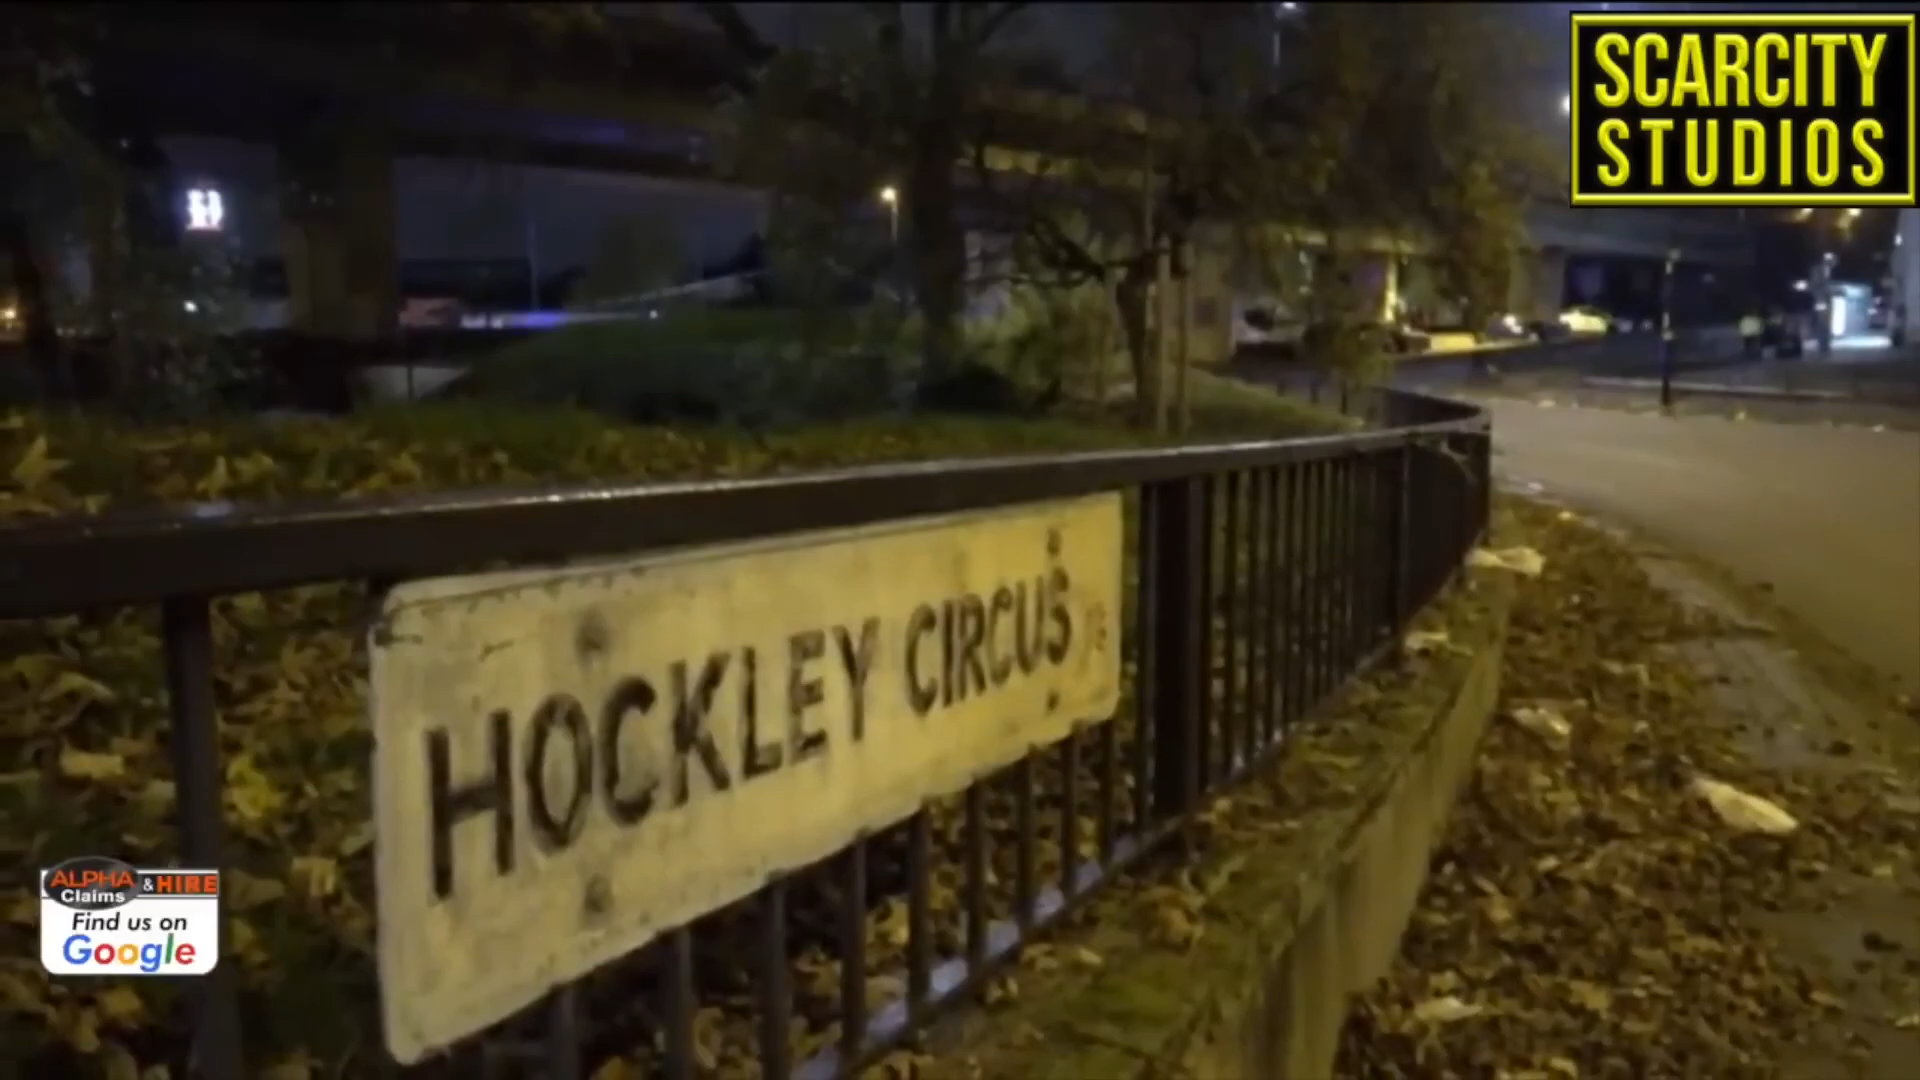 SCARCITY
STUDIOS
HOCKLEY CIRCUS
ALPHA
Claims
& HIRE
Find us on
Google